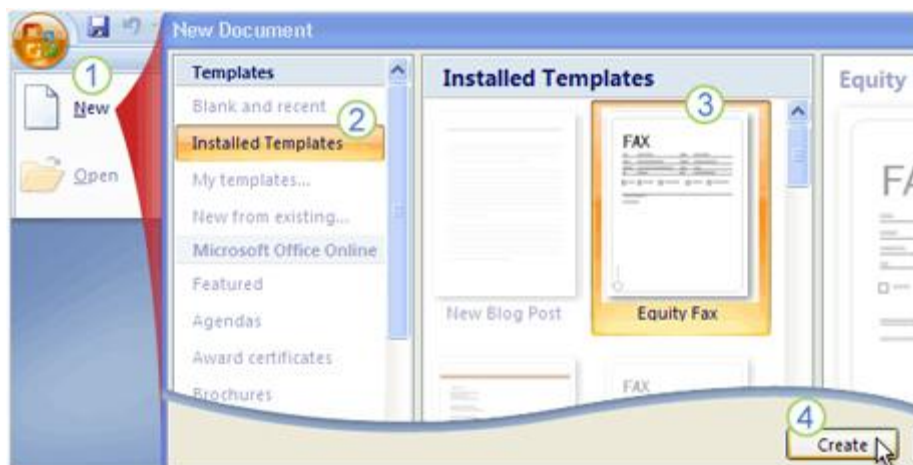 New Document
1
New
Open
Templates
Blank and recent
2
Installed Templates
My templates...
New from existing...
Microsoft Office Online
Featured
Agendas
Award certificates
Brochures
Installed Templates
3
New Blog Post
FAX
Equity Fax
FAX
Equity
4
Create